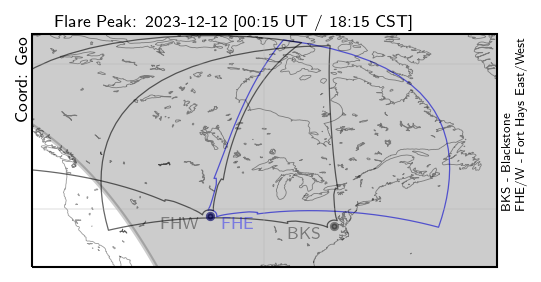 Flare Peak: 2023-12-12 [00:15 UT / 18:15 CST]
Coord: Geo
FHW
FHE
BKS
BKS - Blackstone
FHE/W - Fort Hays East/West